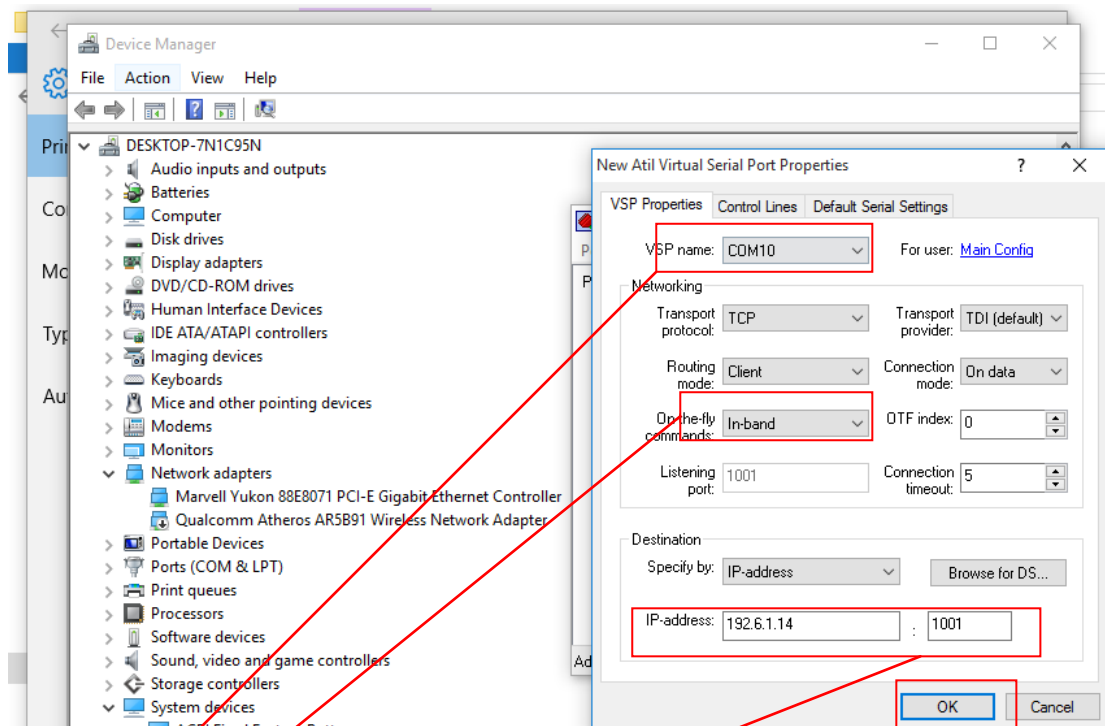 Device Manager
File Action View Help
DESKTOP-7N1C95N
Audio inputs and outputs
Batteries
Computer
Disk drives
Display adapters
DVD/CD-ROM drives
Human Interface Devices
IDE ATA/ATAPI controllers
Imaging devices
Keyboards
Mice and other pointing devices
Modems
Monitors
Network adapters
Marvell Yukon 88E8071 PCI-E Gigabit Ethernet Controller
Qualcomm Atheros AR5B91 Wireless Network Adapter
Portable Devices
Ports (COM & LPT)
Print queues
Processors
Software devices
Sound, video and game controllers
Storage controllers
System devices
New Atil Virtual Serial Port Properties ?
VSP Properties Control Lines Default Serial Settings
VSP name: COM10 For user: Main Config
Networking
Transport protocol: TCP Transport provider: TDI (default)
Routing mode: Client Connection mode: On data
On-the-fly commands: In-band OTF index: 0
Listening port: 1001 Connection timeout: 5
Destination
Specify by: IP-address Browse for DS...
IP-address: 192.6.1.14 : 1001
OK Cancel